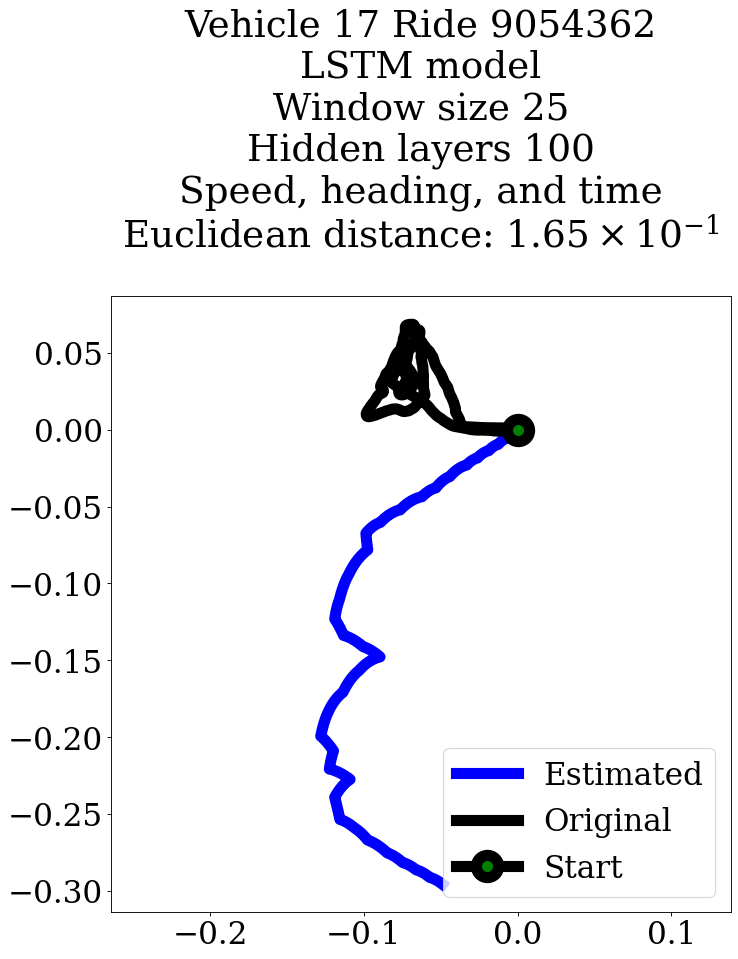 Vehicle 17 Ride 9054362
LSTM model
Window size 25
Hidden layers 100
Speed, heading, and time
Euclidean distance: 1.65 × 10⁻¹
0.05
0.00
−0.05
−0.10
−0.15
−0.20
−0.25
−0.30
Estimated
Original
Start
−0.2
−0.1
0.0
0.1